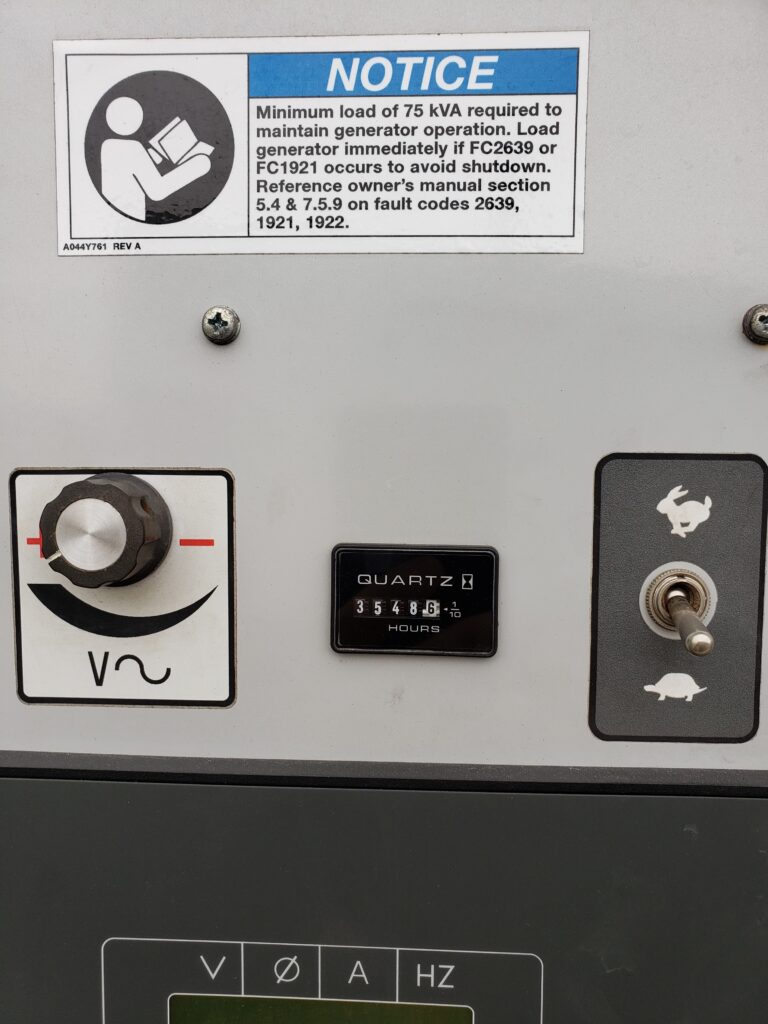 NOTICE
Minimum load of 75 kVA required to
maintain generator operation. Load
generator immediately if FC2639 or
FC1921 occurs to avoid shutdown.
Reference owner's manual section
5.4 & 7.5.9 on fault codes 2639,
1921, 1922.
A044Y761 REV A
QUARTZ
35486 1/10
HOURS
V
V Ø A HZ